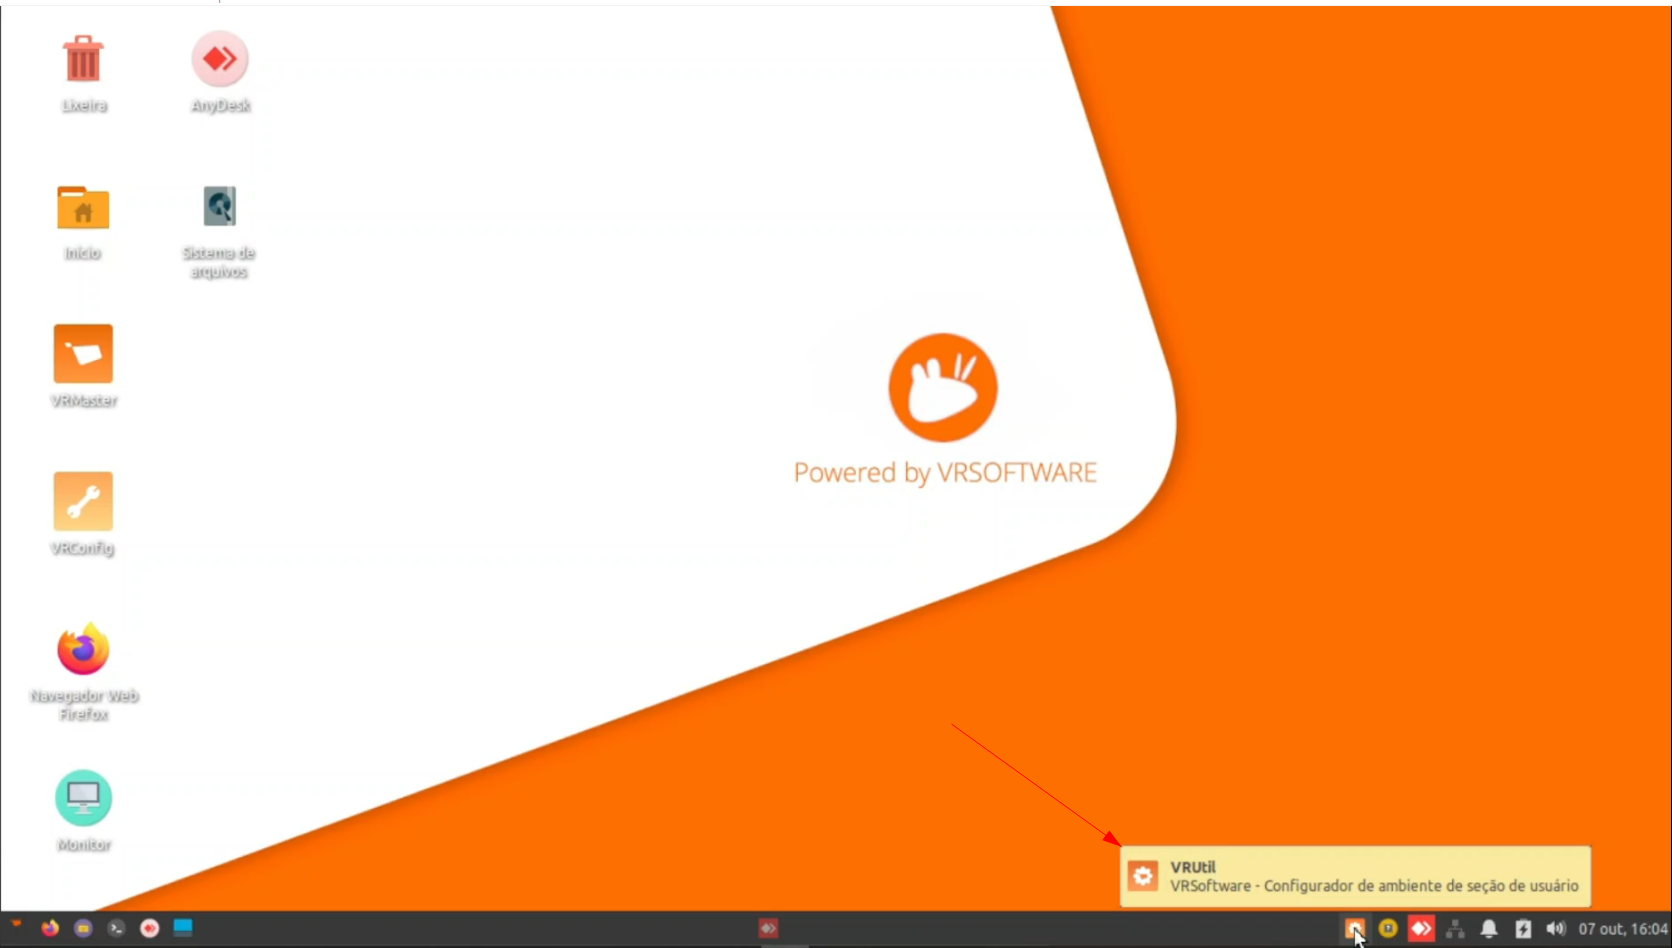 Lixeira
AnyDesk
Início
Sistema de
arquivos
VRMaster
Powered by VRSOFTWARE
VRConfig
Navegador Web
Firefox
Monitor
VRUtil
VRSoftware - Configurador de ambiente de seção de usuário
07 out, 16:04